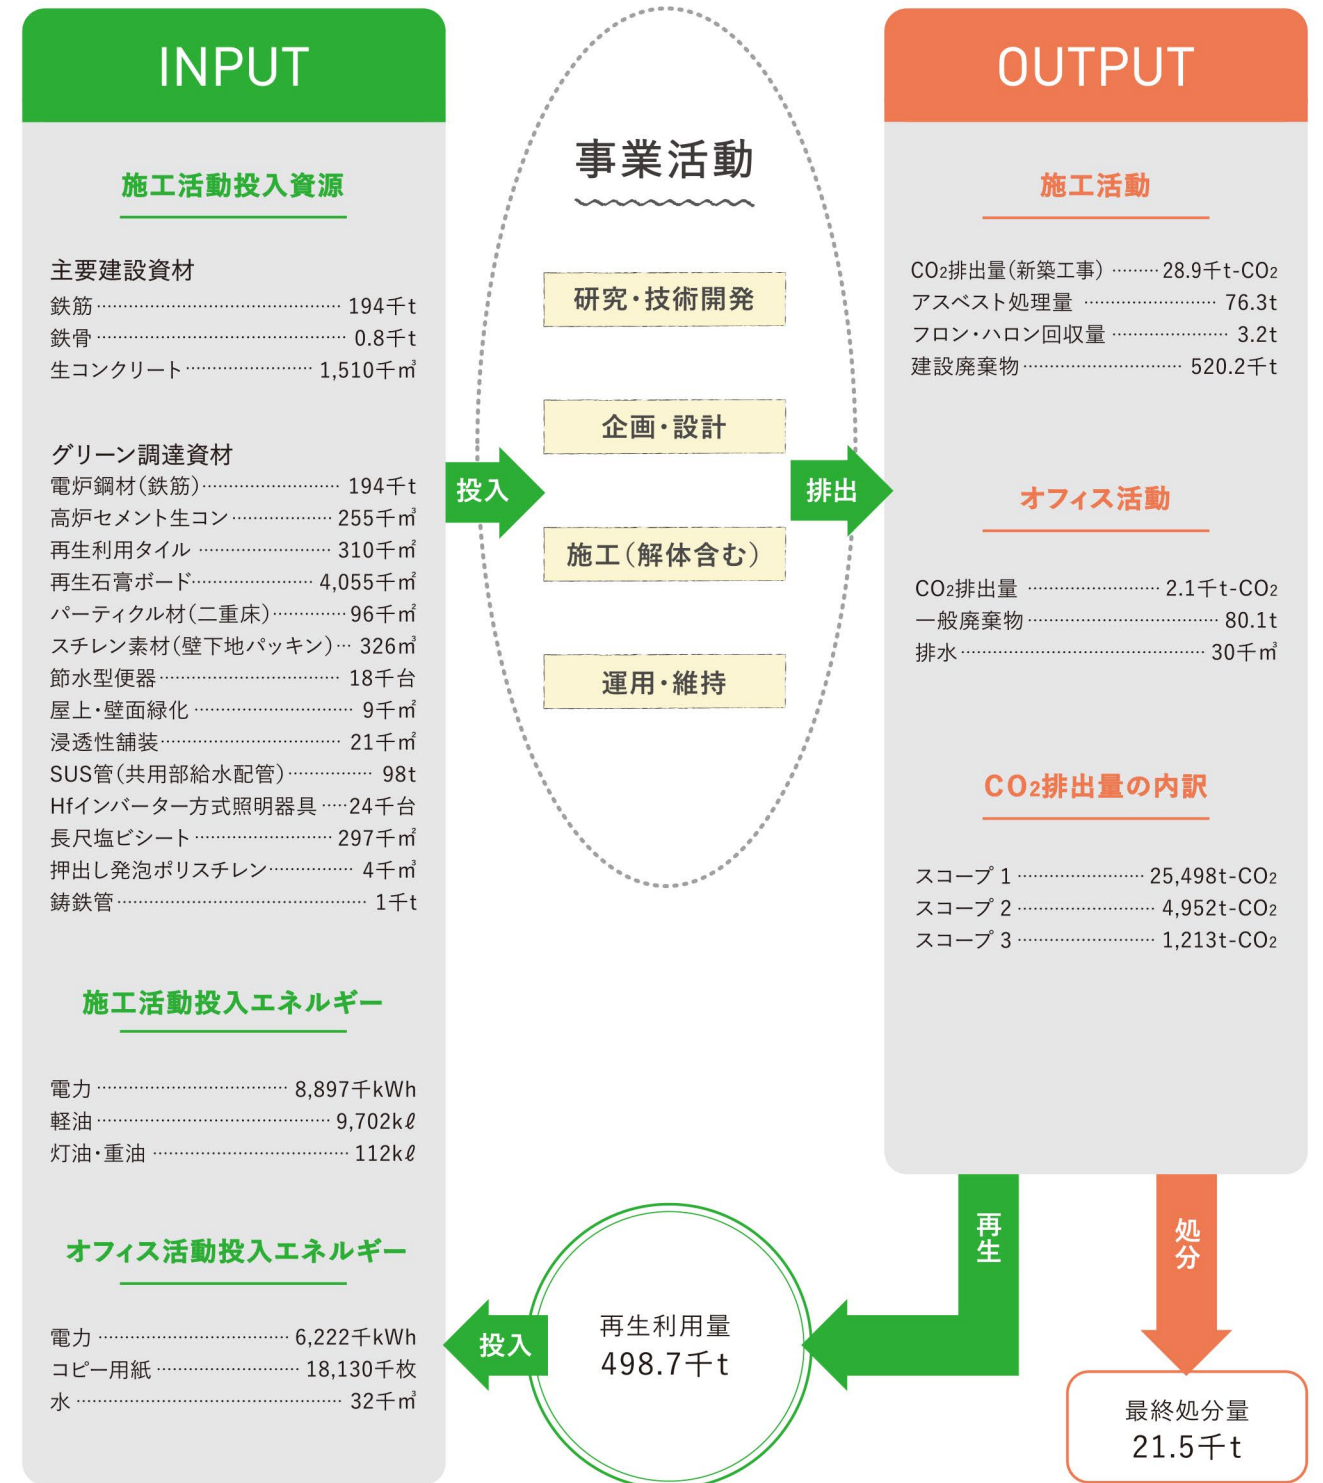 INPUT
施工活動投入資源
主要建設資材
鉄筋 194千t
鉄骨 0.8千t
生コンクリート 1,510千㎥
グリーン調達資材
電炉鋼材(鉄筋) 194千t
高炉セメント生コン 255千㎥
再生利用タイル 310千㎡
再生石膏ボード 4,055千㎡
パーティクル材(二重床) 96千㎡
スチレン素材(壁下地パッキン) 326㎥
節水型便器 18千台
屋上・壁面緑化 9千㎡
浸透性舗装 21千㎡
SUS管(共用部給水配管) 98t
Hfインバーター方式照明器具 24千台
長尺塩ビシート 297千㎡
押出し発泡ポリスチレン 4千㎥
鋳鉄管 1千t
施工活動投入エネルギー
電力 8,897千kWh
軽油 9,702kℓ
灯油・重油 112kℓ
オフィス活動投入エネルギー
電力 6,222千kWh
コピー用紙 18,130千枚
水 32千㎥
投入
事業活動
研究・技術開発
企画・設計
施工(解体含む)
運用・維持
排出
OUTPUT
施工活動
CO2排出量(新築工事) 28.9千t-CO2
アスベスト処理量 76.3t
フロン・ハロン回収量 3.2t
建設廃棄物 520.2千t
オフィス活動
CO2排出量 2.1千t-CO2
一般廃棄物 80.1t
排水 30千㎥
CO2排出量の内訳
スコープ 1 25,498t-CO2
スコープ 2 4,952t-CO2
スコープ 3 1,213t-CO2
再生
処分
再生利用量
498.7千t
投入
最終処分量
21.5千t